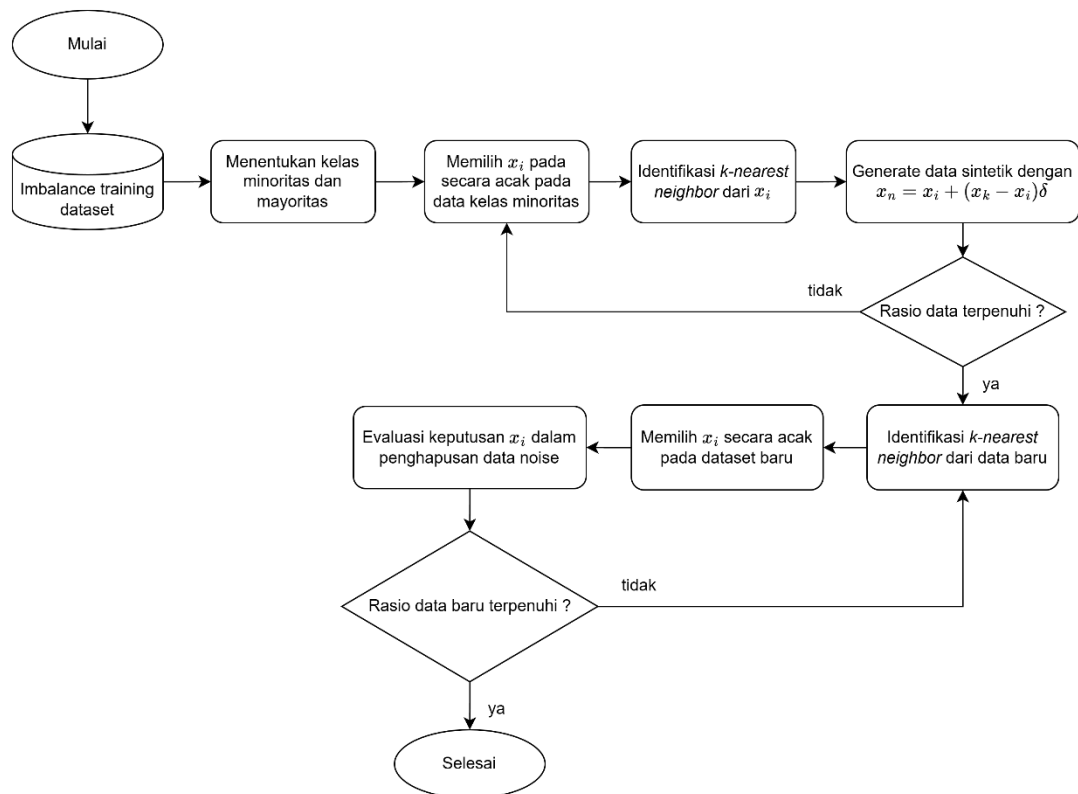 Mulai
Imbalance training
dataset
Menentukan kelas
minoritas dan
mayoritas
Memilih $x_i$ pada
secara acak pada
data kelas minoritas
Identifikasi k-nearest
neighbor dari $x_i$
Generate data sintetik dengan
$x_n = x_i + (x_k - x_i)\delta$
tidak
Rasio data terpenuhi ?
ya
Identifikasi k-nearest
neighbor dari data baru
Memilih $x_i$ secara acak
pada dataset baru
Evaluasi keputusan $x_i$ dalam
penghapusan data noise
Rasio data baru terpenuhi ?
tidak
ya
Selesai